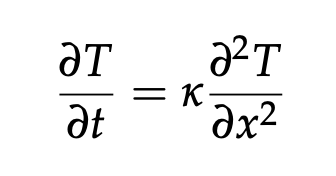 ∂T/∂t = κ ∂²T/∂x²